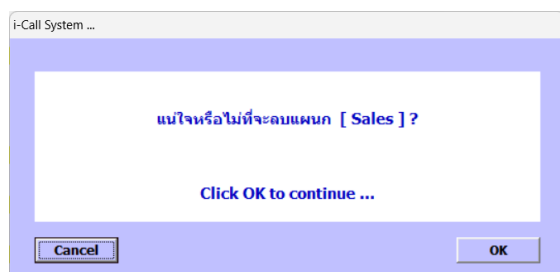 i-Call System ...
แน่ใจหรือไม่ที่จะลบแผนก [ Sales ] ?
Click OK to continue ...
Cancel
OK